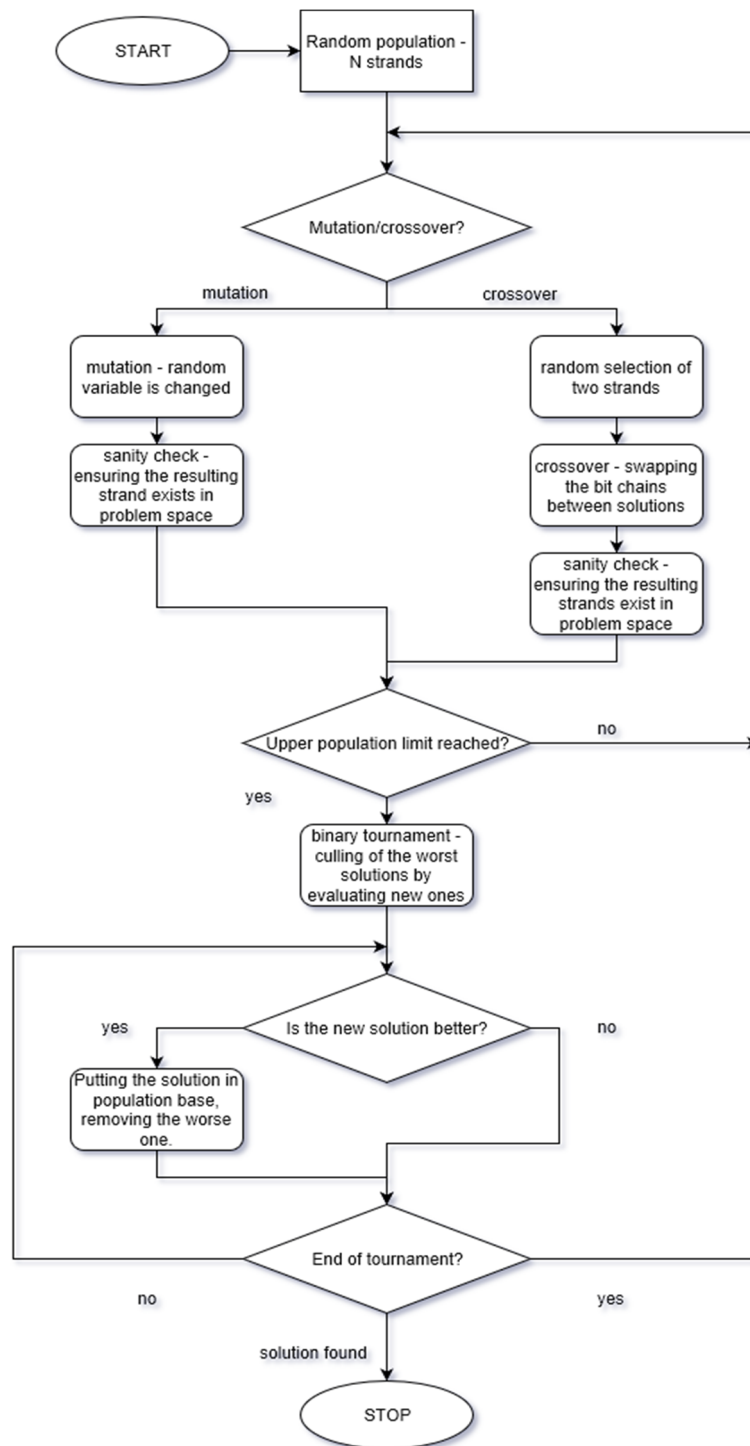 START
Random population -
N strands
Mutation/crossover?
mutation
crossover
mutation - random
variable is changed
random selection of
two strands
sanity check -
ensuring the resulting
strand exists in
problem space
crossover - swapping
the bit chains
between solutions
sanity check -
ensuring the resulting
strands exist in
problem space
Upper population limit reached?
no
yes
binary tournament -
culling of the worst
solutions by
evaluating new ones
Is the new solution better?
yes
no
Putting the solution in
population base,
removing the worse
one.
End of tournament?
no
yes
solution found
STOP